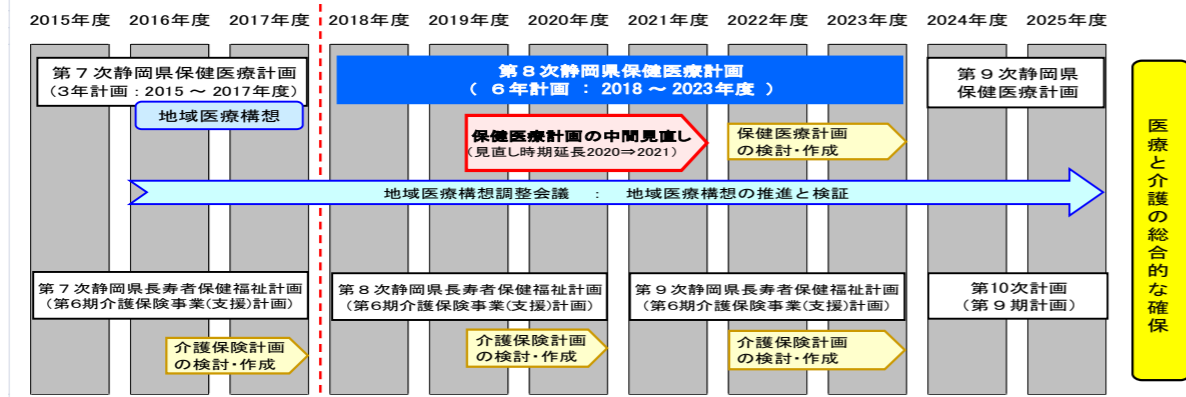 2015年度 2016年度 2017年度 2018年度 2019年度 2020年度 2021年度 2022年度 2023年度 2024年度 2025年度
第7次静岡県保健医療計画
(3年計画:2015~2017年度)
地域医療構想
第8次静岡県保健医療計画
( 6年計画 : 2018~2023年度 )
第9次静岡県
保健医療計画
保健医療計画の中間見直し
(見直し時期延長2020⇒2021)
保健医療計画
の検討・作成
地域医療構想調整会議 : 地域医療構想の推進と検証
第7次静岡県長寿者保健福祉計画
(第6期介護保険事業(支援)計画)
第8次静岡県長寿者保健福祉計画
(第6期介護保険事業(支援)計画)
第9次静岡県長寿者保健福祉計画
(第6期介護保険事業(支援)計画)
第10次計画
(第9期計画)
介護保険計画
の検討・作成
介護保険計画
の検討・作成
介護保険計画
の検討・作成
医療と介護の総合的な確保